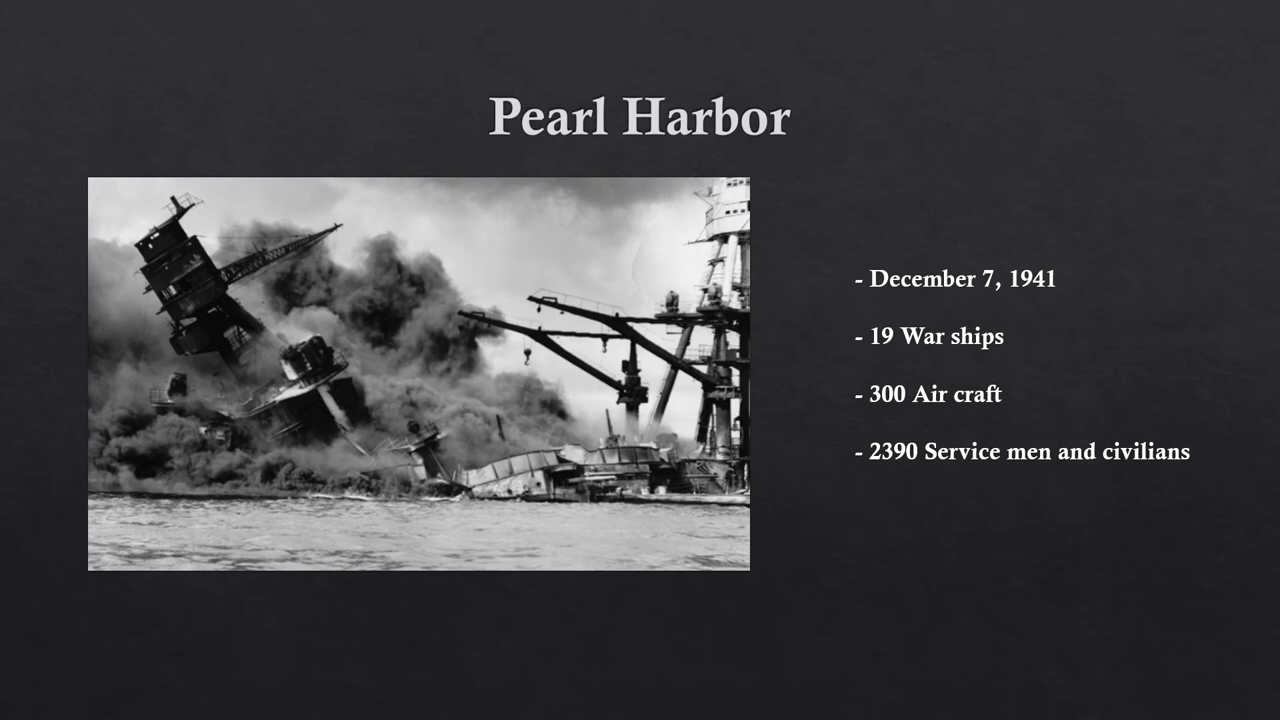 Pearl Harbor
- December 7, 1941
- 19 War ships
- 300 Air craft
- 2390 Service men and civilians